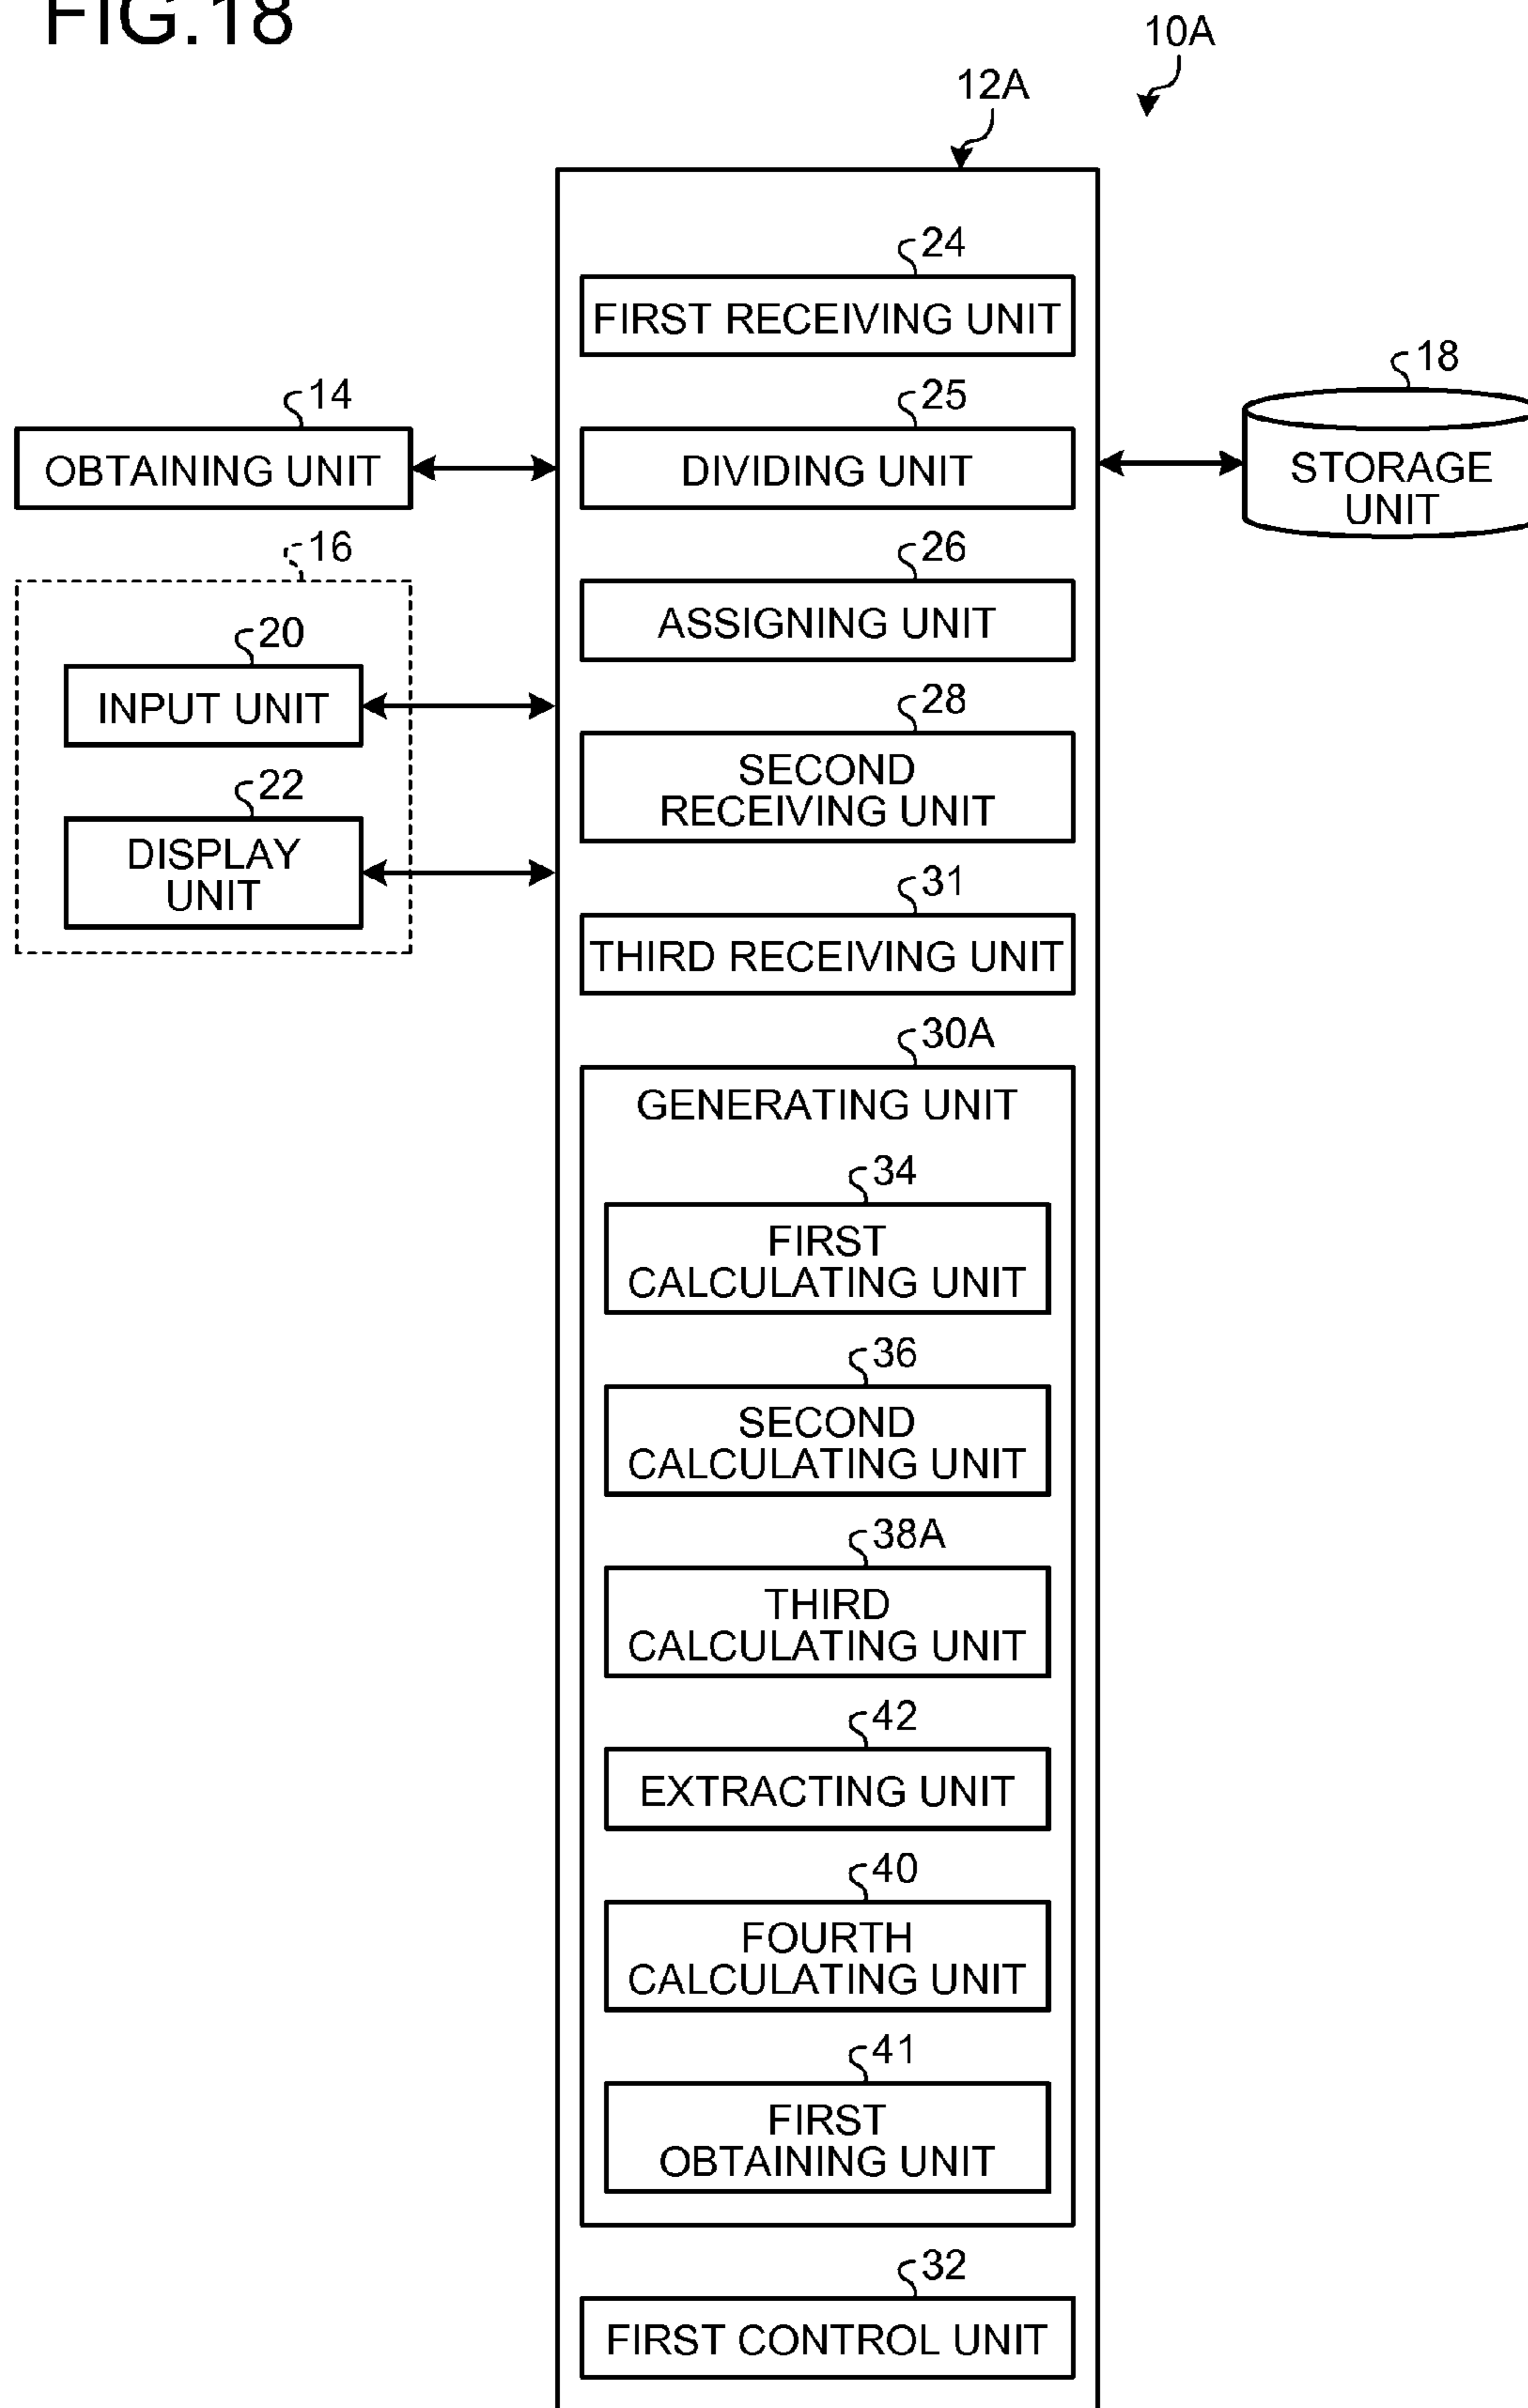 FIG.18
10A
12A
24
FIRST RECEIVING UNIT
14
OBTAINING UNIT
25
DIVIDING UNIT
18
STORAGE
UNIT
16
26
ASSIGNING UNIT
20
INPUT UNIT
28
SECOND
RECEIVING UNIT
22
DISPLAY
UNIT
31
THIRD RECEIVING UNIT
30A
GENERATING UNIT
34
FIRST
CALCULATING UNIT
36
SECOND
CALCULATING UNIT
38A
THIRD
CALCULATING UNIT
42
EXTRACTING UNIT
40
FOURTH
CALCULATING UNIT
41
FIRST
OBTAINING UNIT
32
FIRST CONTROL UNIT